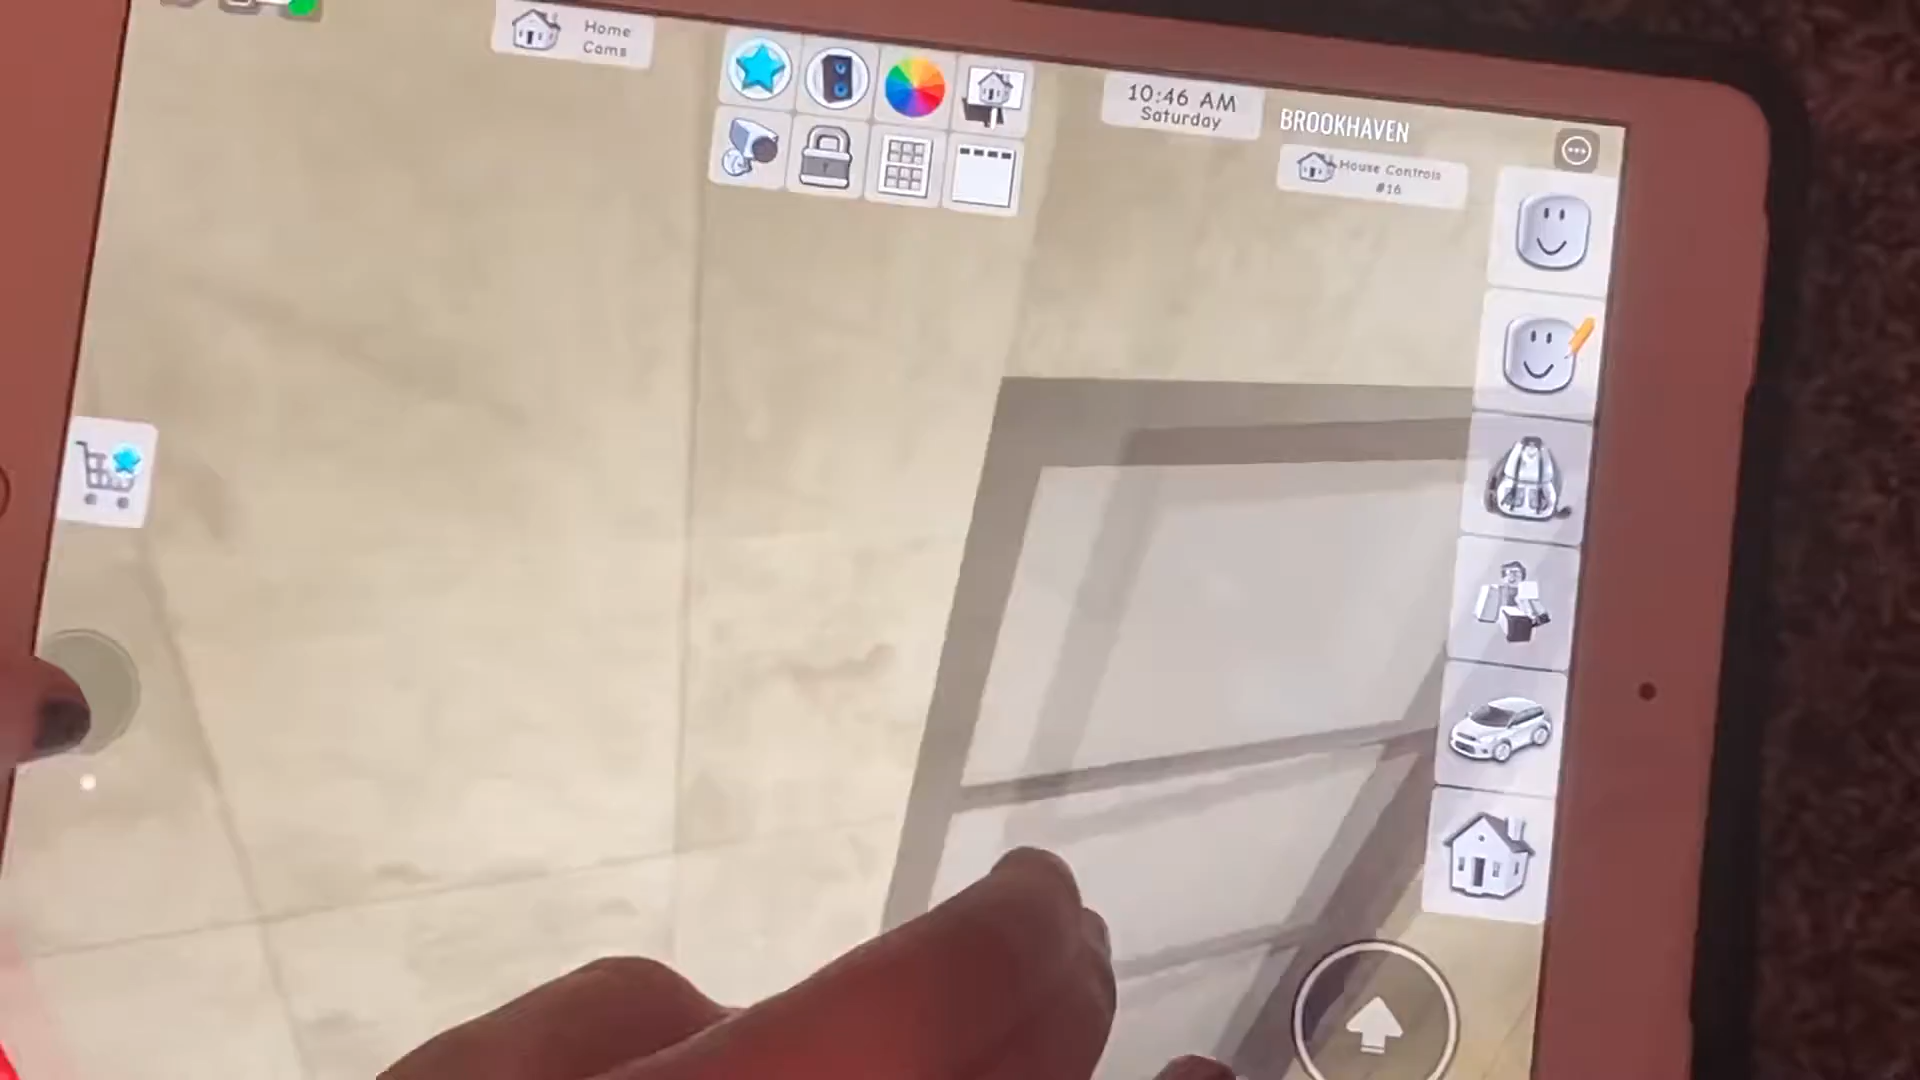 Home
Cams
10:46 AM
Saturday
BROOKHAVEN
House Controls
#16